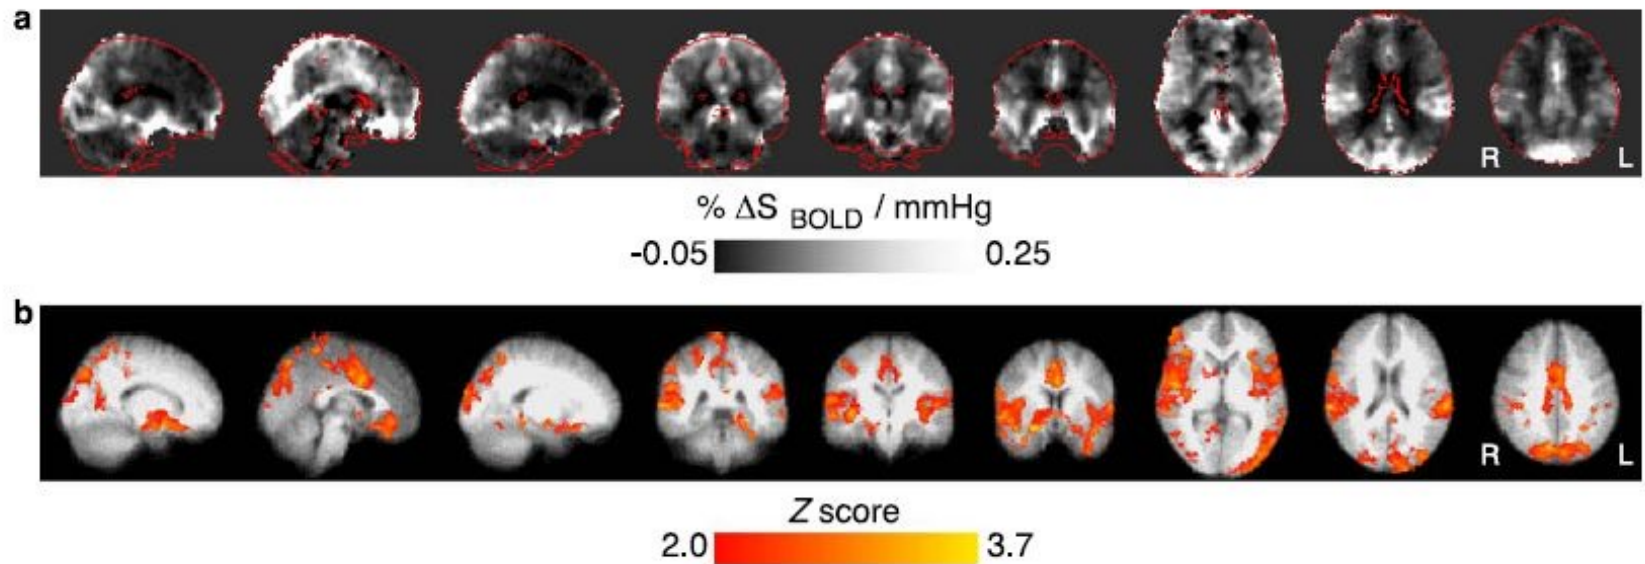 a
R L
% ΔS BOLD / mmHg
-0.05 0.25
b
R L
Z score
2.0 3.7